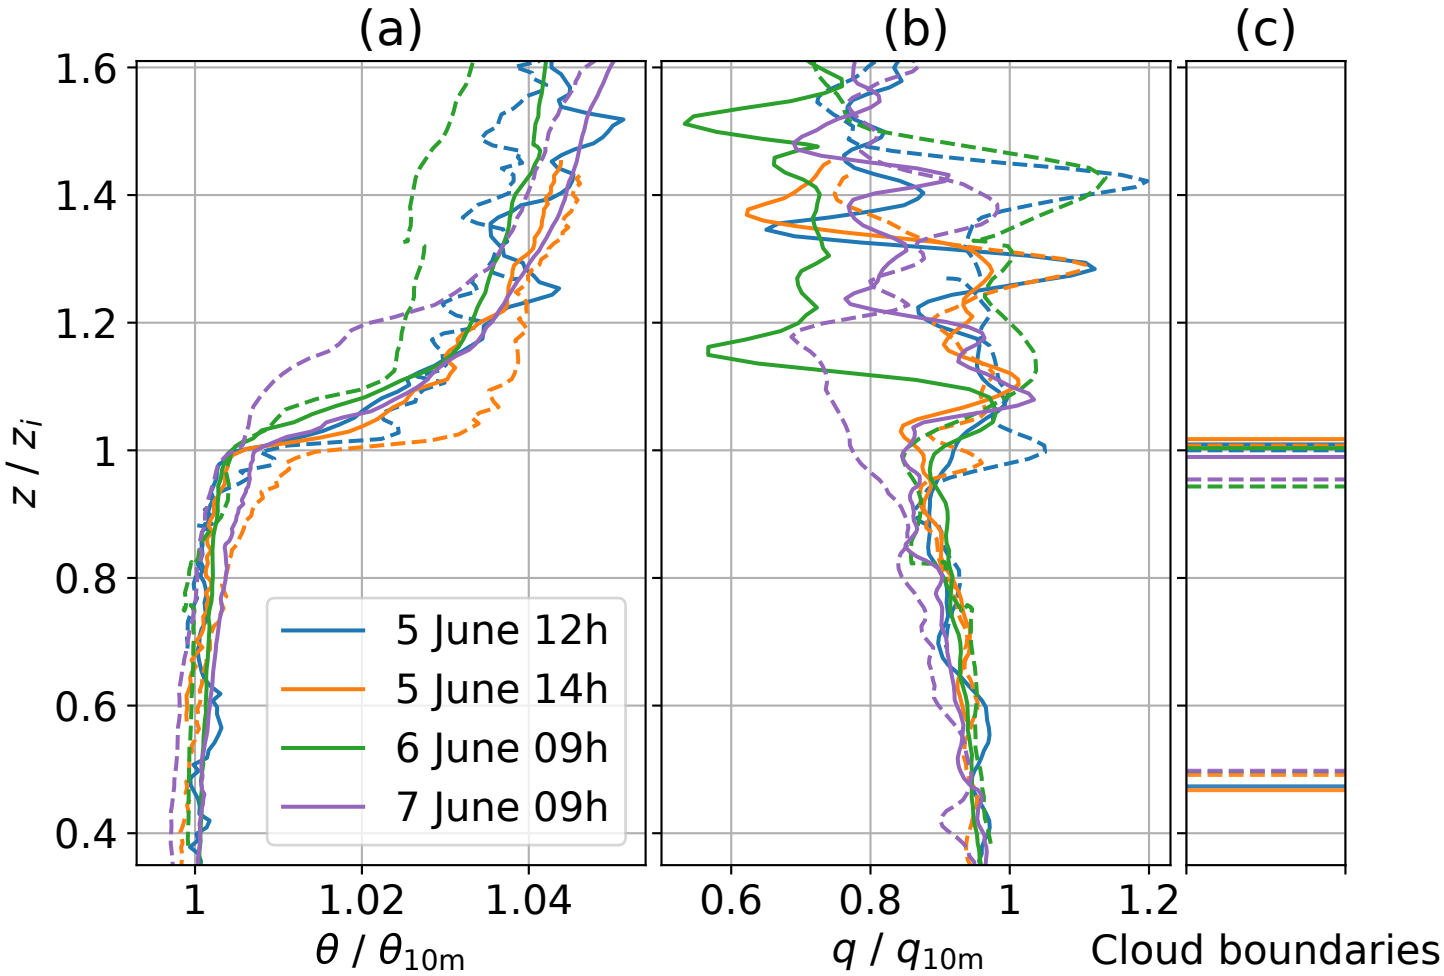 (a) (b) (c)
1.6
1.4
1.2
1
0.8
0.6
0.4
z / z_i
5 June 12h
5 June 14h
6 June 09h
7 June 09h
1 1.02 1.04 0.6 0.8 1 1.2
θ / θ_10m q / q_10m Cloud boundaries